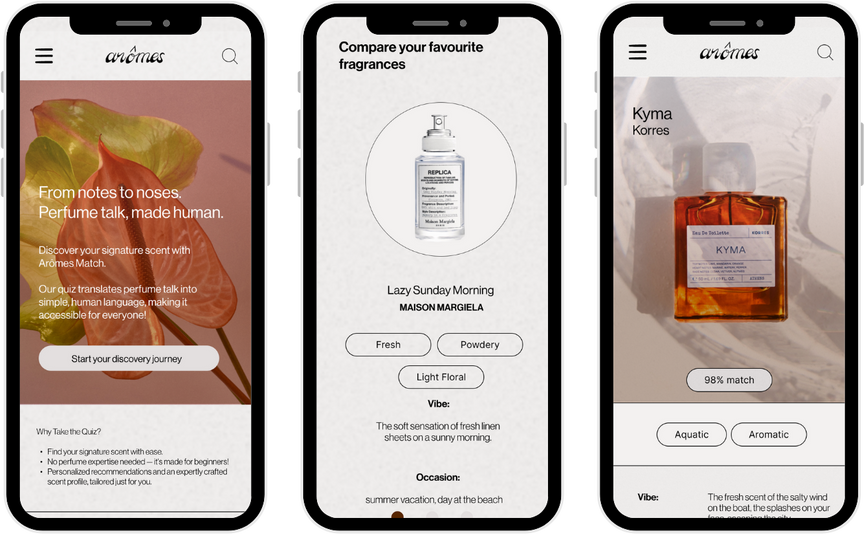 arômes
From notes to noses.
Perfume talk, made human.
Discover your signature scent with
Arômes Match.
Our quiz translates perfume talk into
simple, human language, making it
accessible for everyone!
Start your discovery journey
Why Take the Quiz?
• Find your signature scent with ease.
• No perfume expertise needed — it's made for beginners!
• Personalized recommendations and an expertly crafted
scent profile, tailored just for you.
Compare your favourite
fragrances
REPLICA
Maison Margiela
PARIS
Lazy Sunday Morning
MAISON MARGIELA
Fresh
Powdery
Light Floral
Vibe:
The soft sensation of fresh linen
sheets on a sunny morning.
Occasion:
summer vacation, day at the beach
arômes
Kyma
Korres
Eau De Toilette
KORRES
KYMA
98% match
Aquatic
Aromatic
Vibe:
The fresh scent of the salty wind
on the boat, the splashes on your